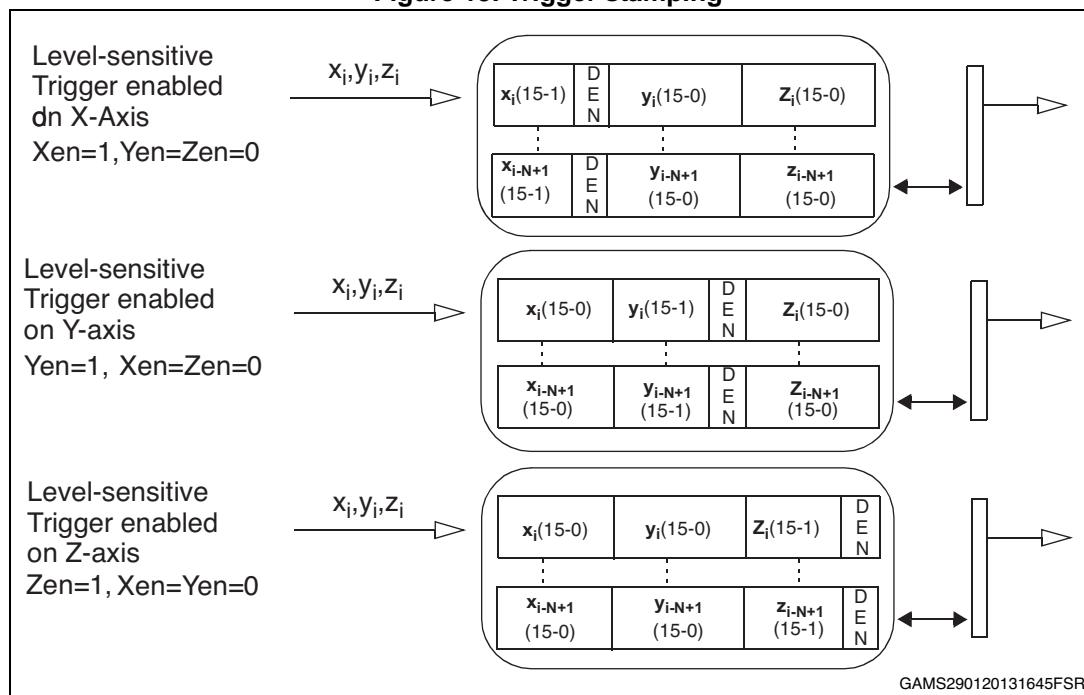 Figure 10. Trigger stamping
Level-sensitive
Trigger enabled
dn X-Axis
Xen=1,Yen=Zen=0
xi,yi,zi
xi(15-1)
D
E
N
yi(15-0)
Zi(15-0)
xi-N+1
(15-1)
D
E
N
yi-N+1
(15-0)
zi-N+1
(15-0)
Level-sensitive
Trigger enabled
on Y-axis
Yen=1, Xen=Zen=0
xi,yi,zi
xi(15-0)
yi(15-1)
D
E
N
Zi(15-0)
xi-N+1
(15-0)
yi-N+1
(15-1)
D
E
N
Zi-N+1
(15-0)
Level-sensitive
Trigger enabled
on Z-axis
Zen=1, Xen=Yen=0
xi,yi,zi
xi(15-0)
yi(15-0)
Zi(15-1)
D
E
N
xi-N+1
(15-0)
yi-N+1
(15-0)
zi-N+1
(15-1)
D
E
N
GAMS290120131645FSR